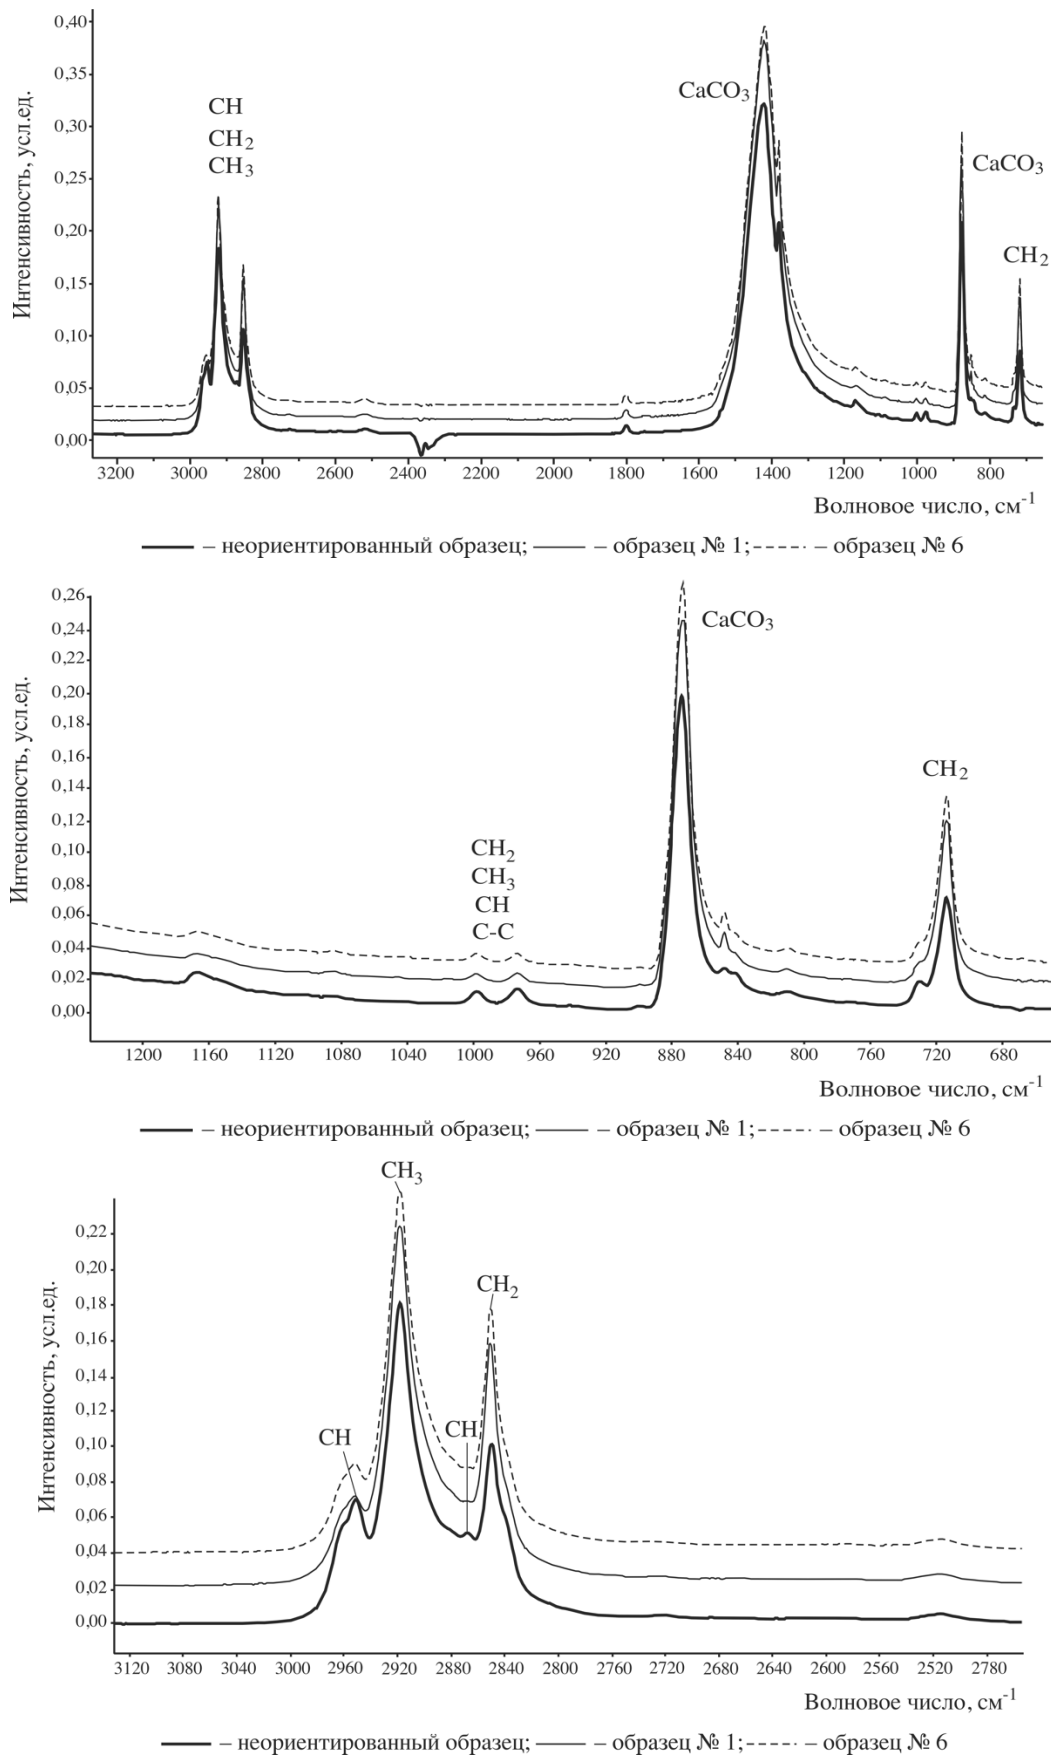 0,40
0,35
0,30
0,25
0,20
0,15
0,10
0,05
0,00
Интенсивность, усл.ед.
CH
CH2
CH3
CaCO3
CaCO3
CH2
3200 3000 2800 2600 2400 2200 2000 1800 1600 1400 1200 1000 800
Волновое число, см-1
– неориентированный образец; – образец № 1; – образец № 6
0,26
0,24
0,22
0,20
0,18
0,16
0,14
0,12
0,10
0,08
0,06
0,04
0,02
0,00
Интенсивность, усл.ед.
CaCO3
CH2
CH2
CH3
CH
C-C
1200 1160 1120 1080 1040 1000 960 920 880 840 800 760 720 680
Волновое число, см-1
– неориентированный образец; – образец № 1; – образец № 6
CH3
0,22
0,20
0,18
0,16
0,14
0,12
0,10
0,08
0,06
0,04
0,02
0,00
Интенсивность, усл.ед.
CH2
CH
CH
3120 3080 3040 3000 2960 2920 2880 2840 2800 2760 2720 2680 2640 2600 2560 2520 2780
Волновое число, см-1
– неориентированный образец; – образец № 1; – образец № 6